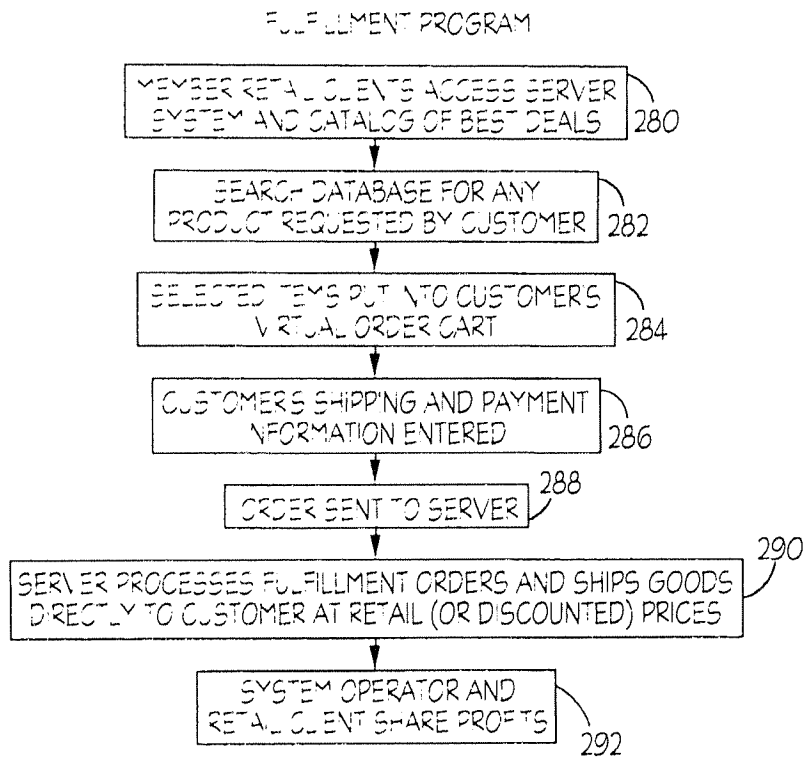 FULFILLMENT PROGRAM
MEMBER RETAIL CLIENTS ACCESS SERVER
SYSTEM AND CATALOG OF BEST DEALS
280
SEARCH DATABASE FOR ANY
PRODUCT REQUESTED BY CUSTOMER
282
SELECTED ITEMS PUT INTO CUSTOMER'S
VIRTUAL ORDER CART
284
CUSTOMERS SHIPPING AND PAYMENT
INFORMATION ENTERED
286
288
ORDER SENT TO SERVER
290
SERVER PROCESSES FULFILLMENT ORDERS AND SHIPS GOODS
DIRECTLY TO CUSTOMER AT RETAIL (OR DISCOUNTED) PRICES
SYSTEM OPERATOR AND
RETAIL CLIENT SHARE PROFITS
292